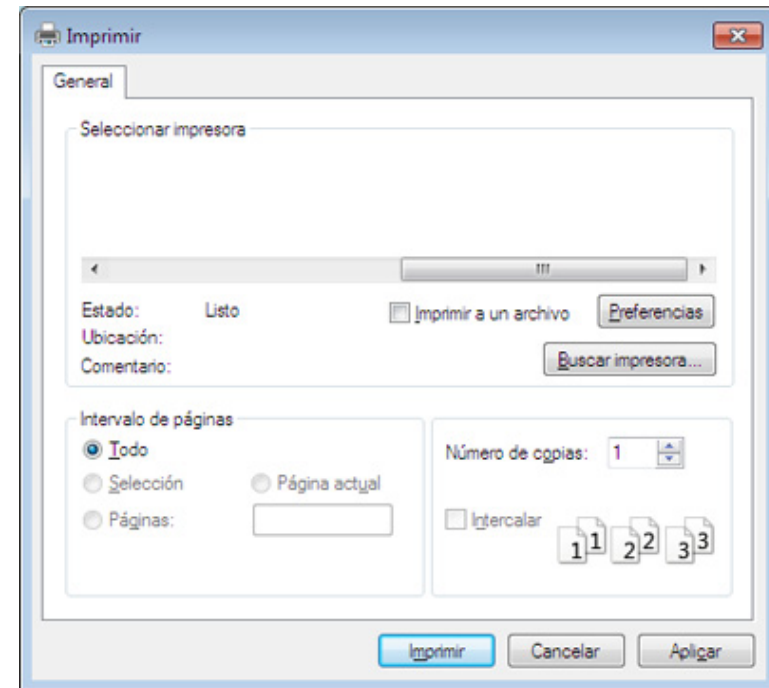 Imprimir
General
Seleccionar impresora
Estado: Listo
Imprimir a un archivo
Preferencias
Ubicación:
Comentario:
Buscar impresora...
Intervalo de páginas
Todo
Selección
Página actual
Páginas:
Número de copias: 1
Intercalar
1 1 2 2 3 3
Imprimir
Cancelar
Aplicar